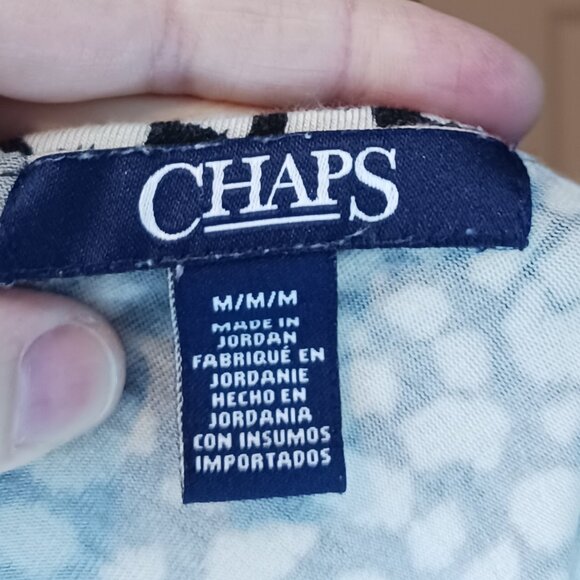 CHAPS
M/M/M
MADE IN
JORDAN
FABRIQUÉ EN
JORDANIE
HECHO EN
JORDANIA
CON INSUMOS
IMPORTADOS